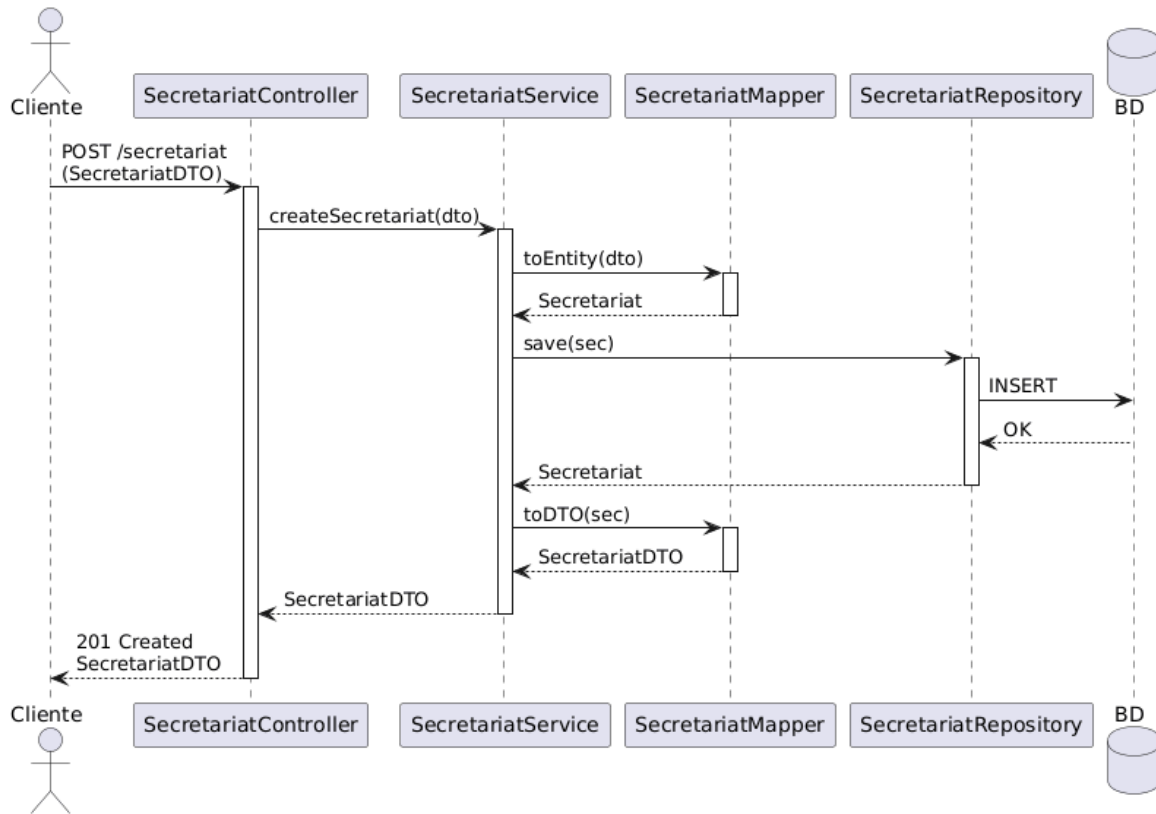 Cliente
SecretariatController
SecretariatService
SecretariatMapper
SecretariatRepository
BD
POST /secretariat
(SecretariatDTO)
createSecretariat(dto)
toEntity(dto)
Secretariat
save(sec)
INSERT
OK
Secretariat
toDTO(sec)
SecretariatDTO
SecretariatDTO
201 Created
SecretariatDTO
Cliente
SecretariatController
SecretariatService
SecretariatMapper
SecretariatRepository
BD